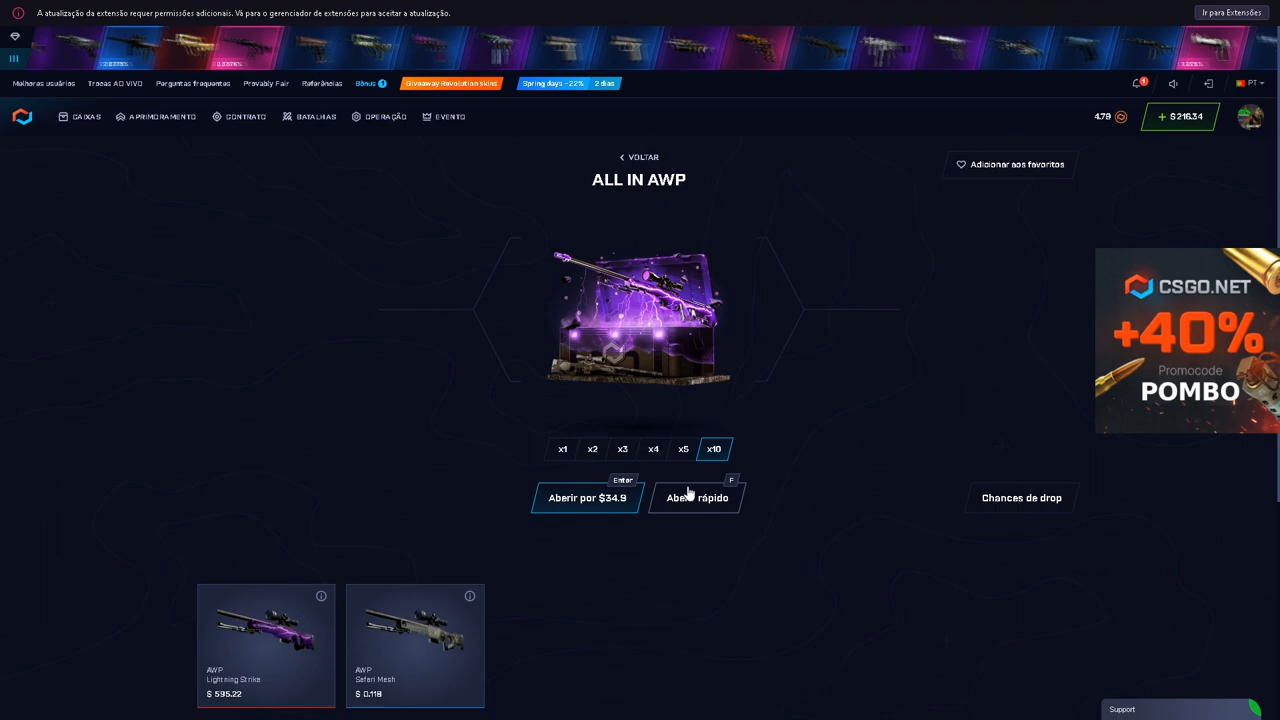 A atualização da extensão requer permissões adicionais. Vá para o gerenciador de extensões para aceitar a atualização.
Ir para Extensões
Melhores usuários
Trocas AO VIVO
Perguntas frequentes
Provably Fair
Referências
Bônus 1
Giveaway Revolution skins
Spring days -22% 2 dias
1
PT
CAIXAS
APRIMORAMENTO
CONTRATO
BATALHAS
OPERAÇÃO
EVENTO
4.79
+ $ 216.34
VOLTAR
ALL IN AWP
Adicionar aos favoritos
CSGO.NET
+40%
Promocode
POMBO
x1 x2 x3 x4 x5 x10
Enter
F
Aberir por $34.9
rápido
Chances de drop
AWP
Lightning Strike
$ 595.22
AWP
Safari Mesh
$ 0.118
Support